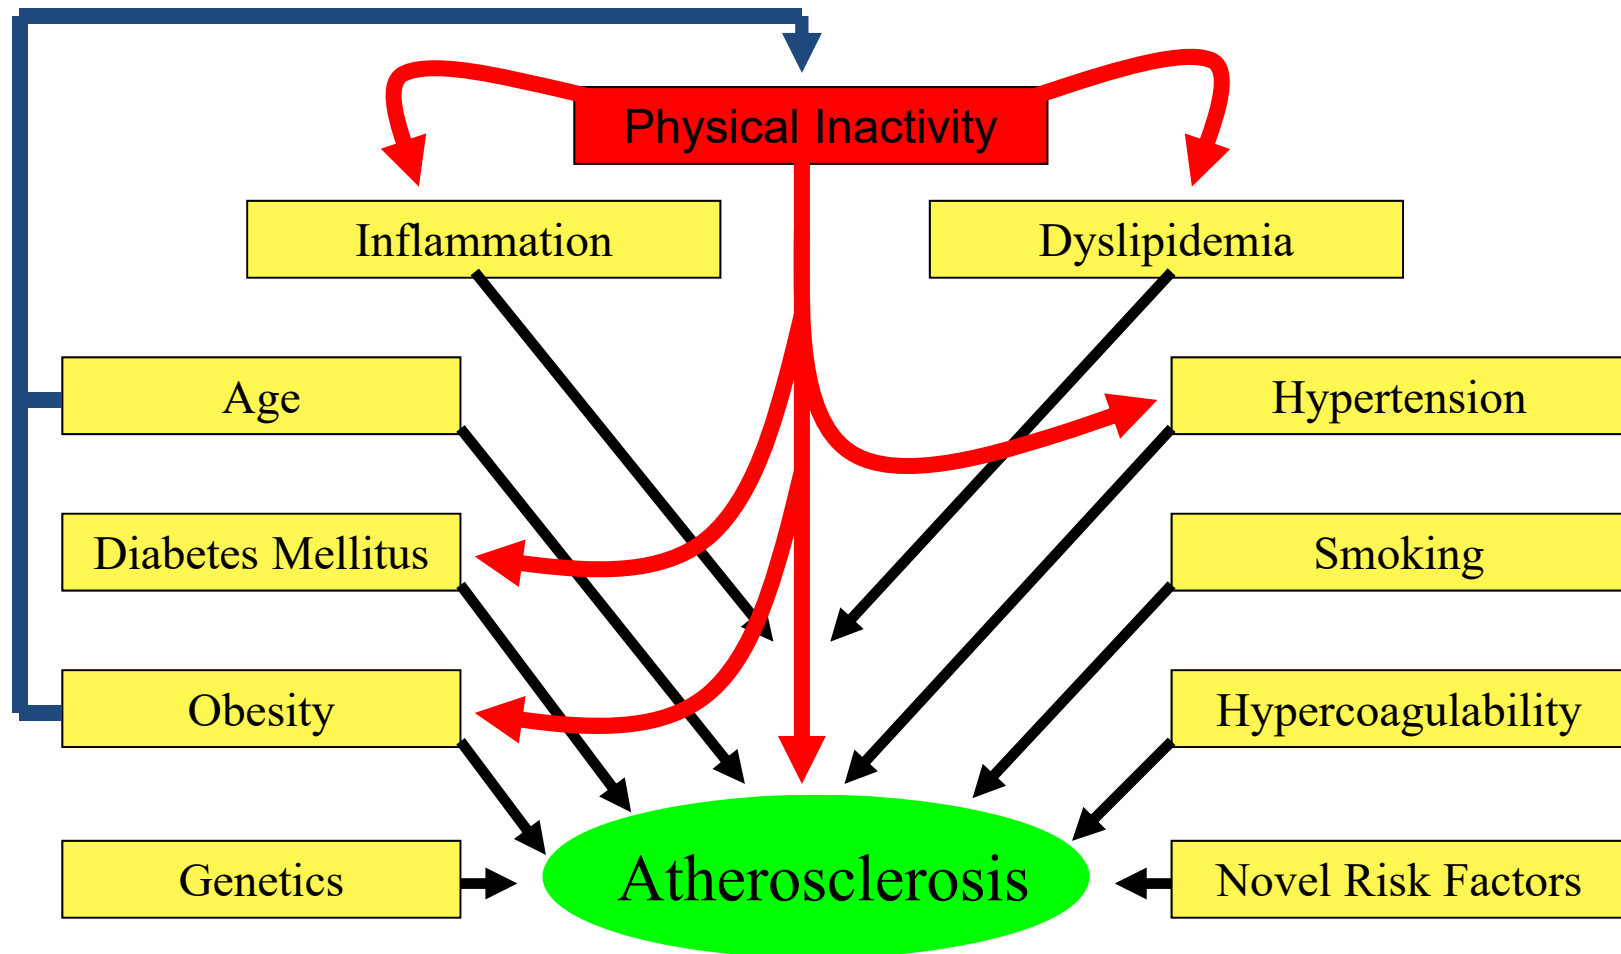 Physical Inactivity
Inflammation
Dyslipidemia
Age
Hypertension
Diabetes Mellitus
Smoking
Obesity
Hypercoagulability
Genetics
Atherosclerosis
Novel Risk Factors